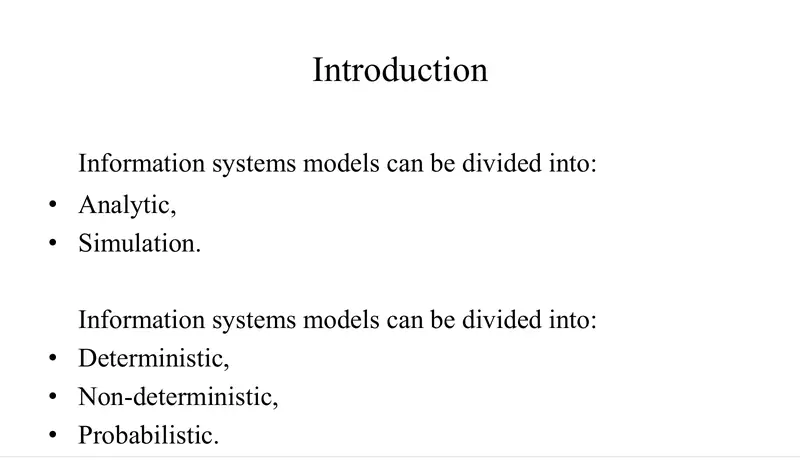 Introduction
Information systems models can be divided into:
• Analytic,
• Simulation.
Information systems models can be divided into:
• Deterministic,
• Non-deterministic,
• Probabilistic.